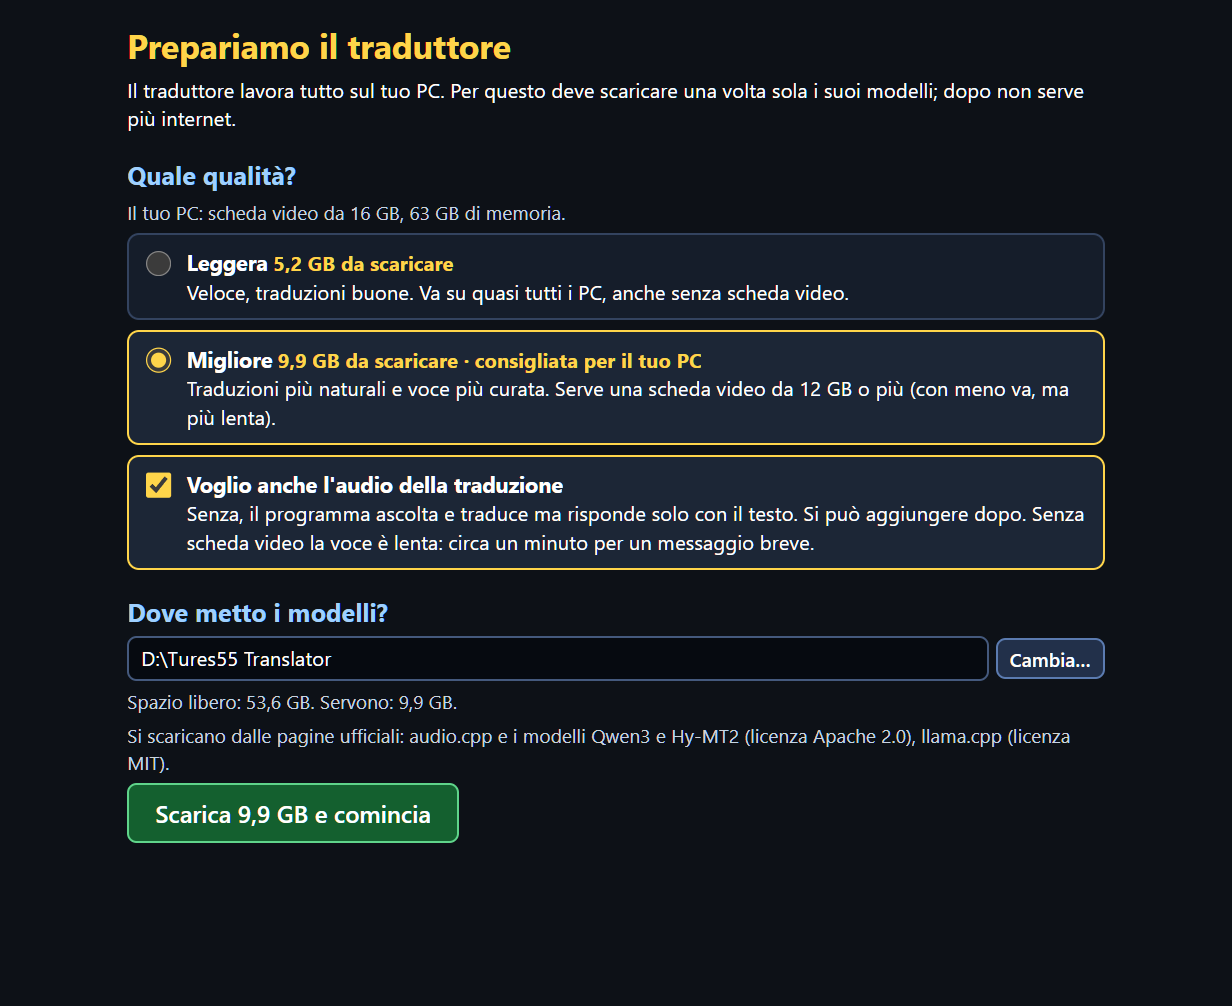 Prepariamo il traduttore
Il traduttore lavora tutto sul tuo PC. Per questo deve scaricare una volta sola i suoi modelli; dopo non serve
più internet.
Quale qualità?
Il tuo PC: scheda video da 16 GB, 63 GB di memoria.
Leggera 5,2 GB da scaricare
Veloce, traduzioni buone. Va su quasi tutti i PC, anche senza scheda video.
Migliore 9,9 GB da scaricare · consigliata per il tuo PC
Traduzioni più naturali e voce più curata. Serve una scheda video da 12 GB o più (con meno va, ma
più lenta).
Voglio anche l'audio della traduzione
Senza, il programma ascolta e traduce ma risponde solo con il testo. Si può aggiungere dopo. Senza
scheda video la voce è lenta: circa un minuto per un messaggio breve.
Dove metto i modelli?
D:\Tures55 Translator
Cambia...
Spazio libero: 53,6 GB. Servono: 9,9 GB.
Si scaricano dalle pagine ufficiali: audio.cpp e i modelli Qwen3 e Hy-MT2 (licenza Apache 2.0), llama.cpp (licenza
MIT).
Scarica 9,9 GB e comincia